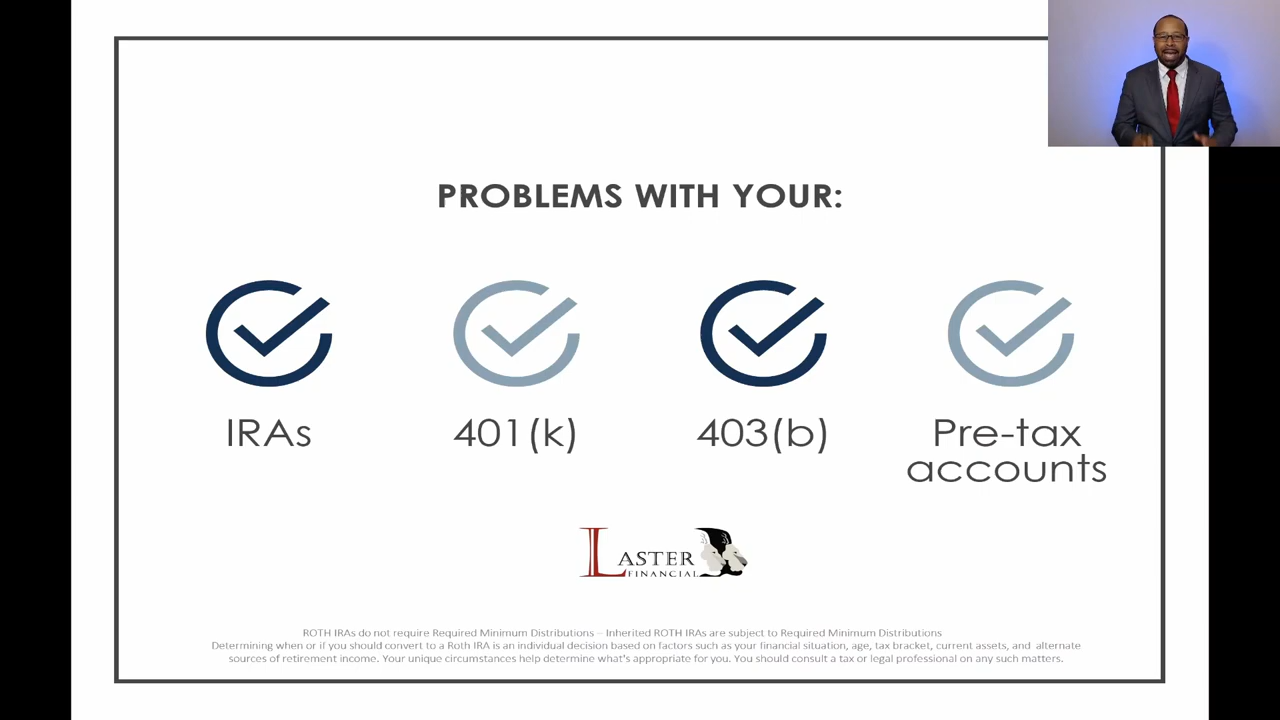 PROBLEMS WITH YOUR:
IRAs
401(k)
403(b)
Pre-tax
accounts
LASTER
FINANCIAL
ROTH IRAs do not require Required Minimum Distributions – Inherited ROTH IRAs are subject to Required Minimum Distributions
Determining when or if you should convert to a Roth IRA is an individual decision based on factors such as your financial situation, age, tax bracket, current assets, and alternate
sources of retirement income. Your unique circumstances help determine what's appropriate for you. You should consult a tax or legal professional on any such matters.